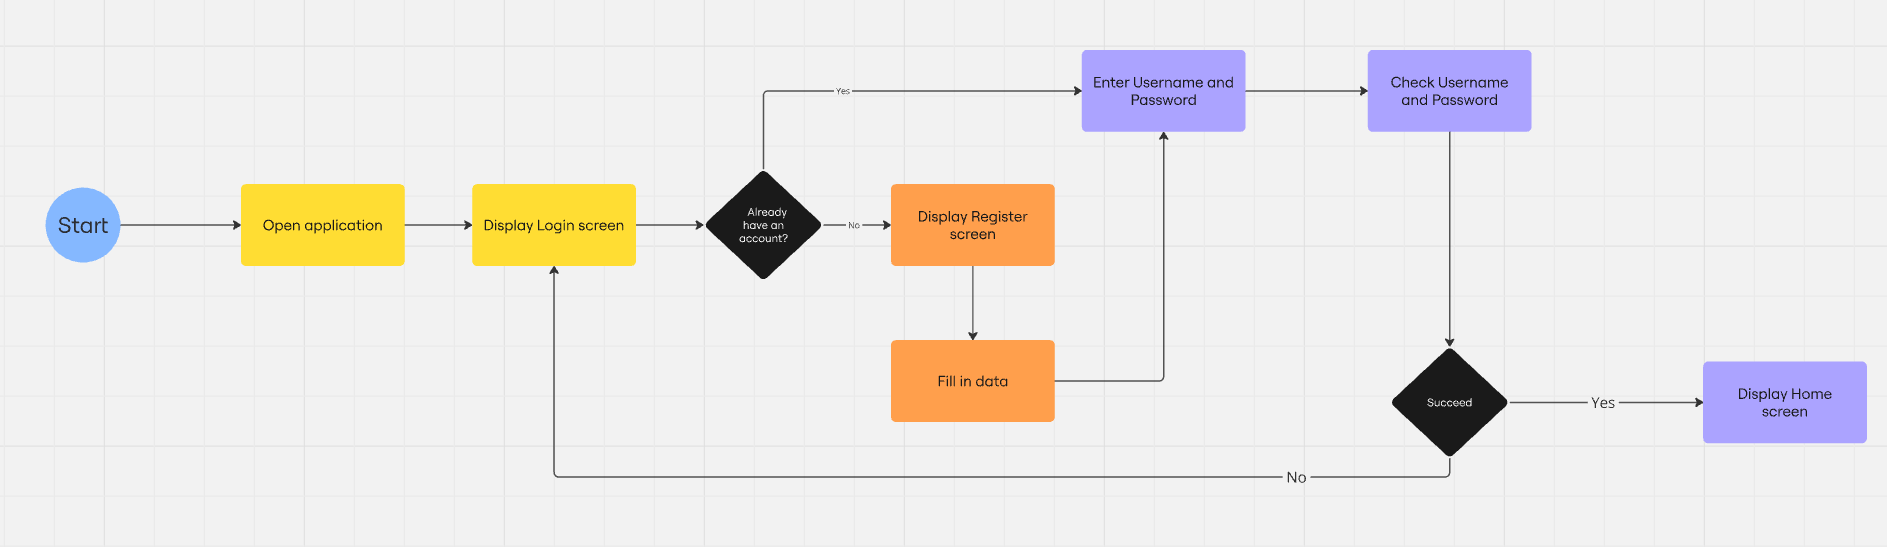 Start
Open application
Display Login screen
Already
have an
account?
Yes
No
Display Register
screen
Fill in data
Enter Username and
Password
Check Username
and Password
Succeed
Yes
No
Display Home
screen